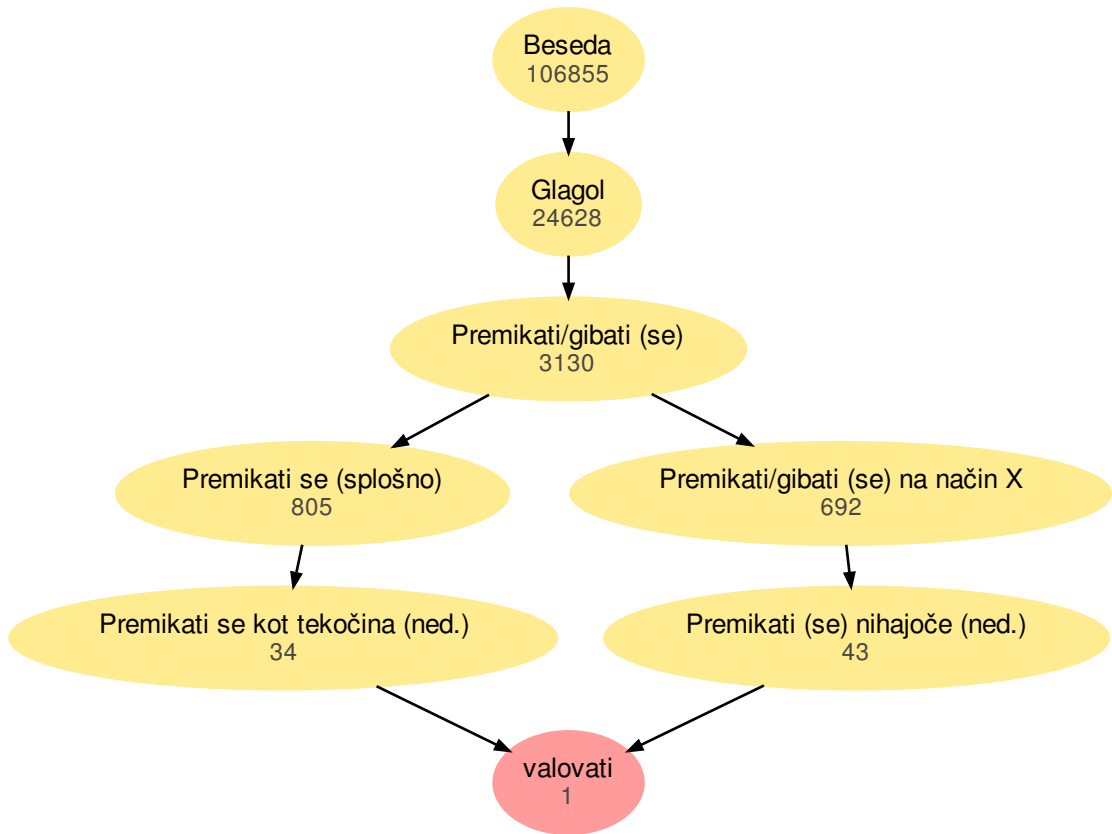 Beseda
106855
Glagol
24628
Premikati/gibati (se)
3130
Premikati se (splošno)
805
Premikati/gibati (se) na način X
692
Premikati se kot tekočina (ned.)
34
Premikati (se) nihajoče (ned.)
43
valovati
1